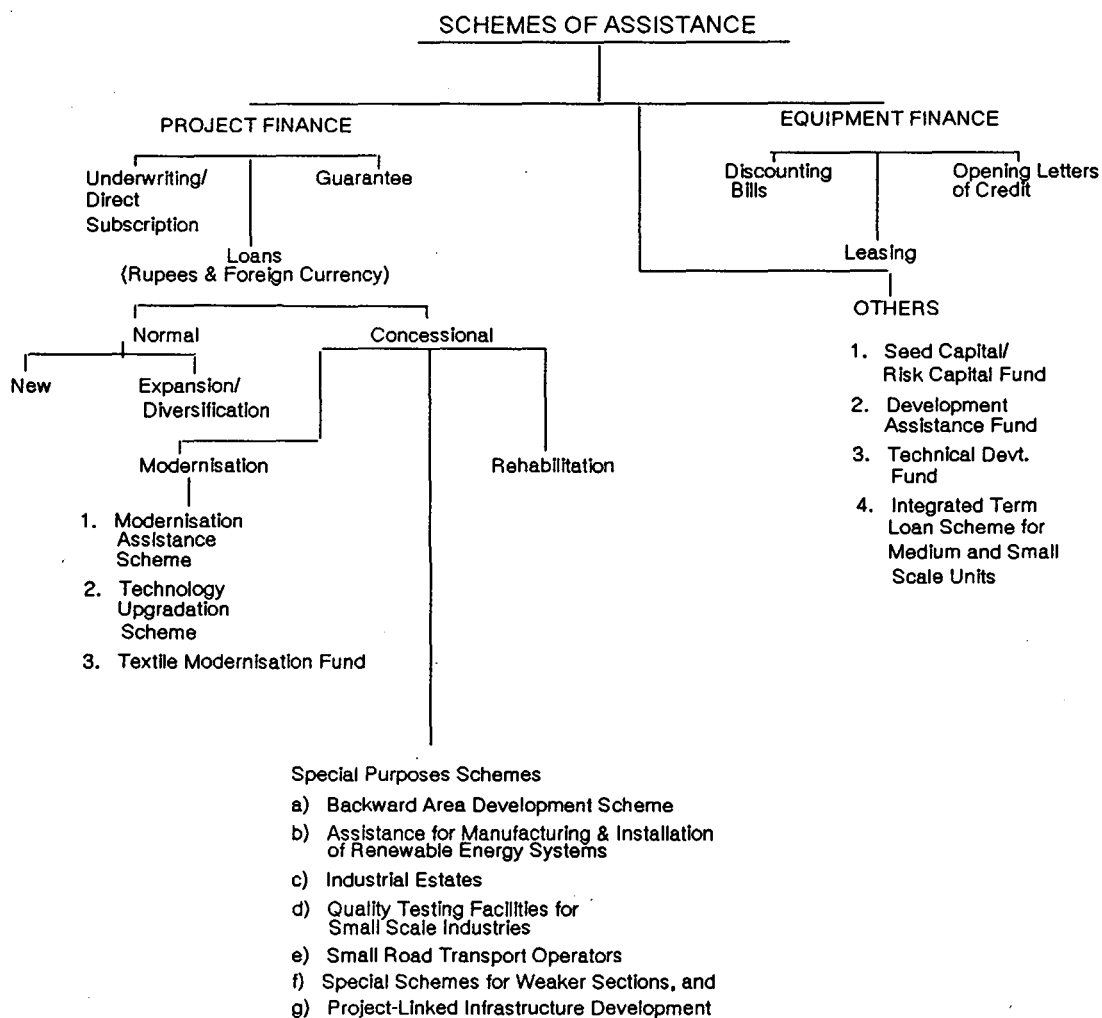 SCHEMES OF ASSISTANCE
PROJECT FINANCE
EQUIPMENT FINANCE
Underwriting/
Direct
Subscription
Guarantee
Loans
(Rupees & Foreign Currency)
Discounting
Bills
Opening Letters
of Credit
Leasing
Normal
Concessional
New
Expansion/
Diversification
Modernisation
Rehabilitation
1. Modernisation
Assistance
Scheme
2. Technology
Upgradation
Scheme
3. Textile Modernisation Fund
OTHERS
1. Seed Capital/
Risk Capital Fund
2. Development
Assistance Fund
3. Technical Devt.
Fund
4. Integrated Term
Loan Scheme for
Medium and Small
Scale Units
Special Purposes Schemes
a) Backward Area Development Scheme
b) Assistance for Manufacturing & Installation
of Renewable Energy Systems
c) Industrial Estates
d) Quality Testing Facilities for
Small Scale Industries
e) Small Road Transport Operators
f) Special Schemes for Weaker Sections, and
g) Project-Linked Infrastructure Development